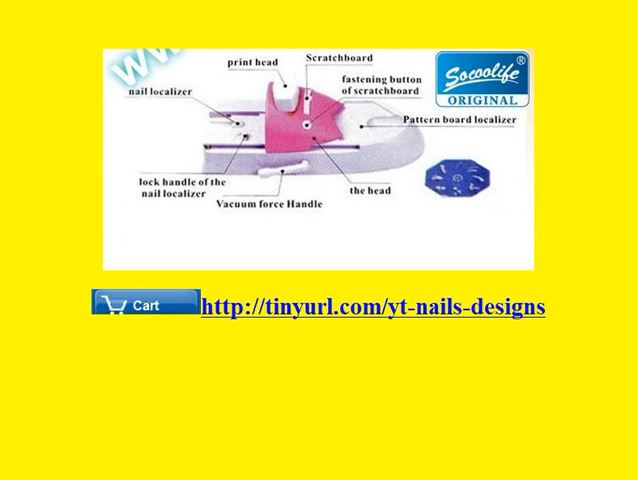 ww
print head
Scratchboard
Socoolife®
ORIGINAL
fastening button
of scratchboard
nail localizer
Pattern board localizer
lock handle of the
nail localizer
the head
Vacuum force Handle
Cart
http://tinyurl.com/yt-nails-designs